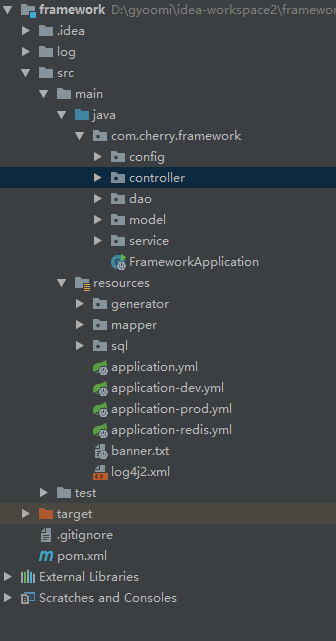 framework D:\gyoomi\idea-workspace2\framewor
.idea
log
src
main
java
com.cherry.framework
config
controller
dao
model
service
FrameworkApplication
resources
generator
mapper
sql
application.yml
application-dev.yml
application-prod.yml
application-redis.yml
banner.txt
log4j2.xml
test
target
.gitignore
pom.xml
External Libraries
Scratches and Consoles